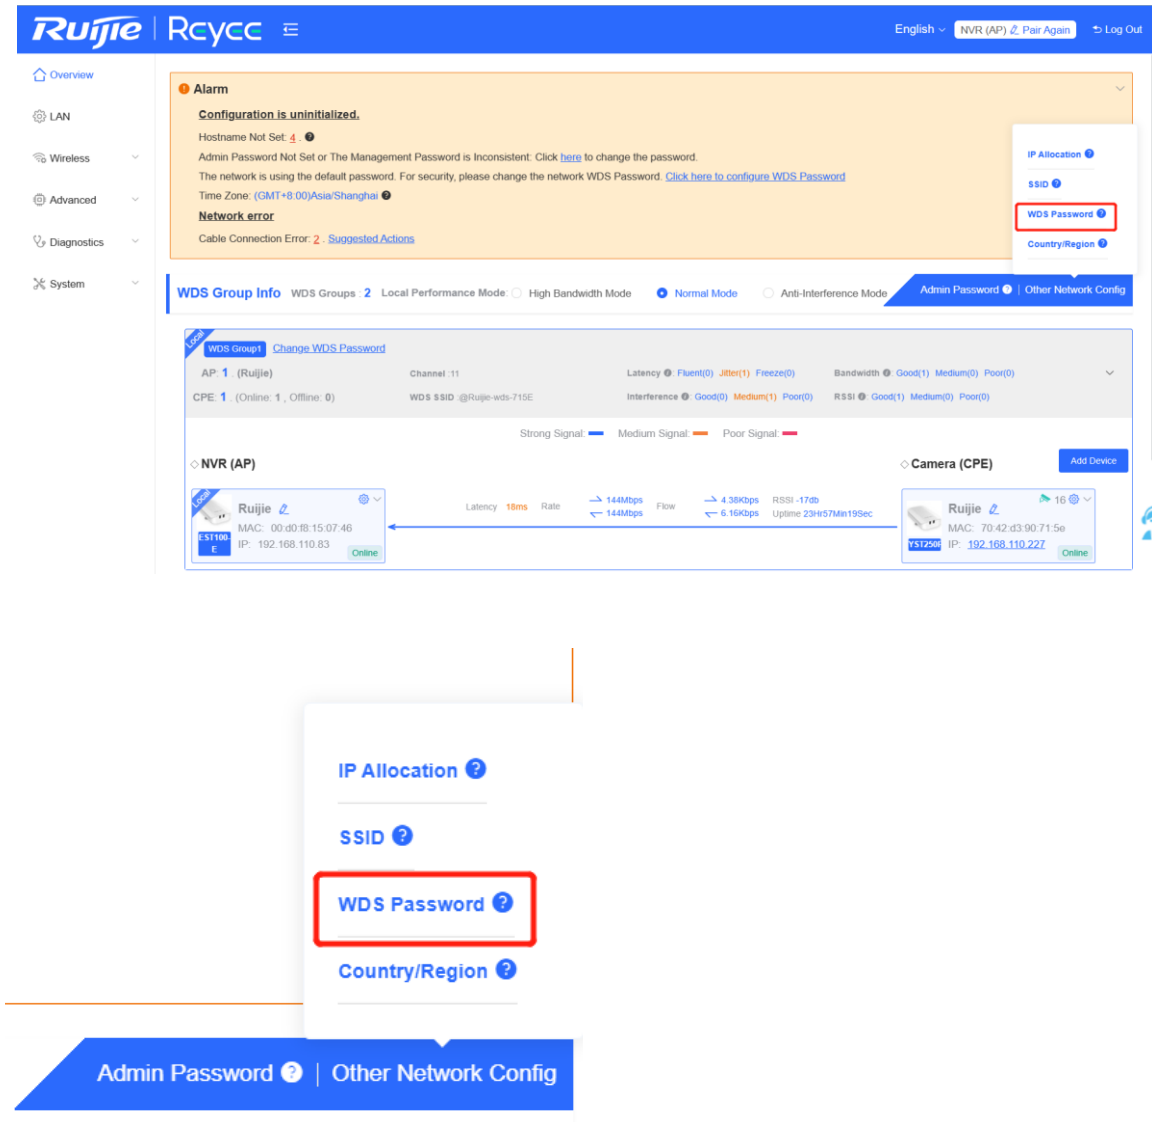 Ruijie | Reyee
English
NVR (AP) Pair Again
Log Out
Overview
LAN
Wireless
Advanced
Diagnostics
System
Alarm
Configuration is uninitialized.
Hostname Not Set: 4 .
Admin Password Not Set or The Management Password is Inconsistent: Click here to change the password.
The network is using the default password. For security, please change the network WDS Password. Click here to configure WDS Password
Time Zone: (GMT+8:00)Asia/Shanghai
Network error
Cable Connection Error: 2 . Suggested Actions
IP Allocation ?
SSID ?
WDS Password ?
Country/Region ?
WDS Group Info WDS Groups : 2 Local Performance Mode: High Bandwidth Mode Normal Mode Anti-Interference Mode
Admin Password ? | Other Network Config
Local
WDS Group1 Change WDS Password
AP: 1 . (Ruijie) Channel :11 Latency : Fluent(0) Jitter(1) Freeze(0) Bandwidth : Good(1) Medium(0) Poor(0)
CPE: 1 . (Online: 1 , Offline: 0) WDS SSID :@Ruijie-wds-715E Interference : Good(0) Medium(1) Poor(0) RSSI : Good(1) Medium(0) Poor(0)
Strong Signal: Medium Signal: Poor Signal:
NVR (AP)
Camera (CPE)
Add Device
Local
Ruijie
MAC: 00:d0:f8:15:07:46
IP: 192.168.110.83
EST100-E
Online
Latency 18ms Rate 144Mbps 144Mbps Flow 4.38Kbps 6.16Kbps RSSI -17db
Uptime 23Hr57Min19Sec
Ruijie
16
MAC: 70:42:d3:90:71:5e
IP: 192.168.110.227
Online
IP Allocation ?
SSID ?
WDS Password ?
Country/Region ?
Admin Password ? | Other Network Config